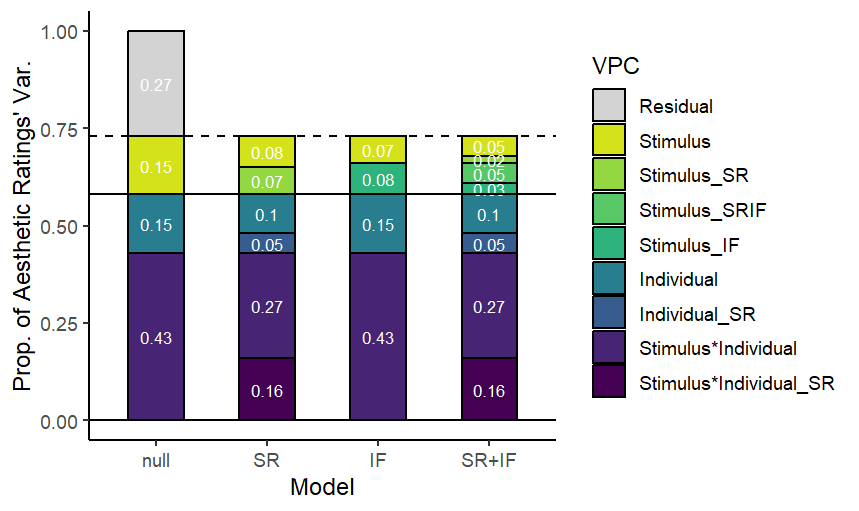 Prop. of Aesthetic Ratings' Var.
1.00
0.75
0.50
0.25
0.00
0.27
0.15
0.15
0.43
0.08
0.07
0.1
0.05
0.27
0.16
0.07
0.08
0.15
0.43
0.05
0.02
0.05
0.03
0.1
0.05
0.27
0.16
null
SR
IF
SR+IF
Model
VPC
Residual
Stimulus
Stimulus_SR
Stimulus_SRIF
Stimulus_IF
Individual
Individual_SR
Stimulus*Individual
Stimulus*Individual_SR